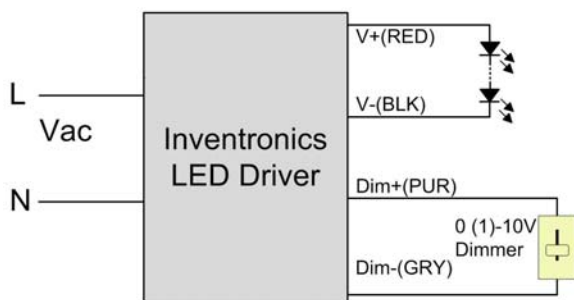 L
Vac
N
Inventronics
LED Driver
V+(RED)
V-(BLK)
Dim+(PUR)
0 (1)-10V
Dimmer
Dim-(GRY)